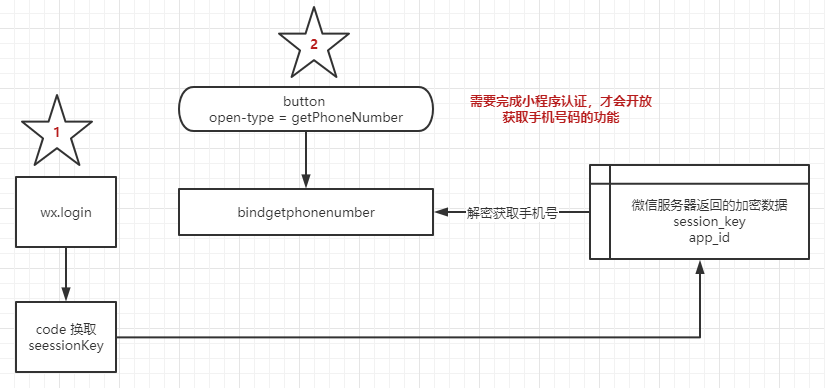 1
wx.login
code 换取
seessionKey
2
button
open-type = getPhoneNumber
bindgetphonenumber
需要完成小程序认证，才会开放
获取手机号码的功能
解密获取手机号
微信服务器返回的加密数据
session_key
app_id